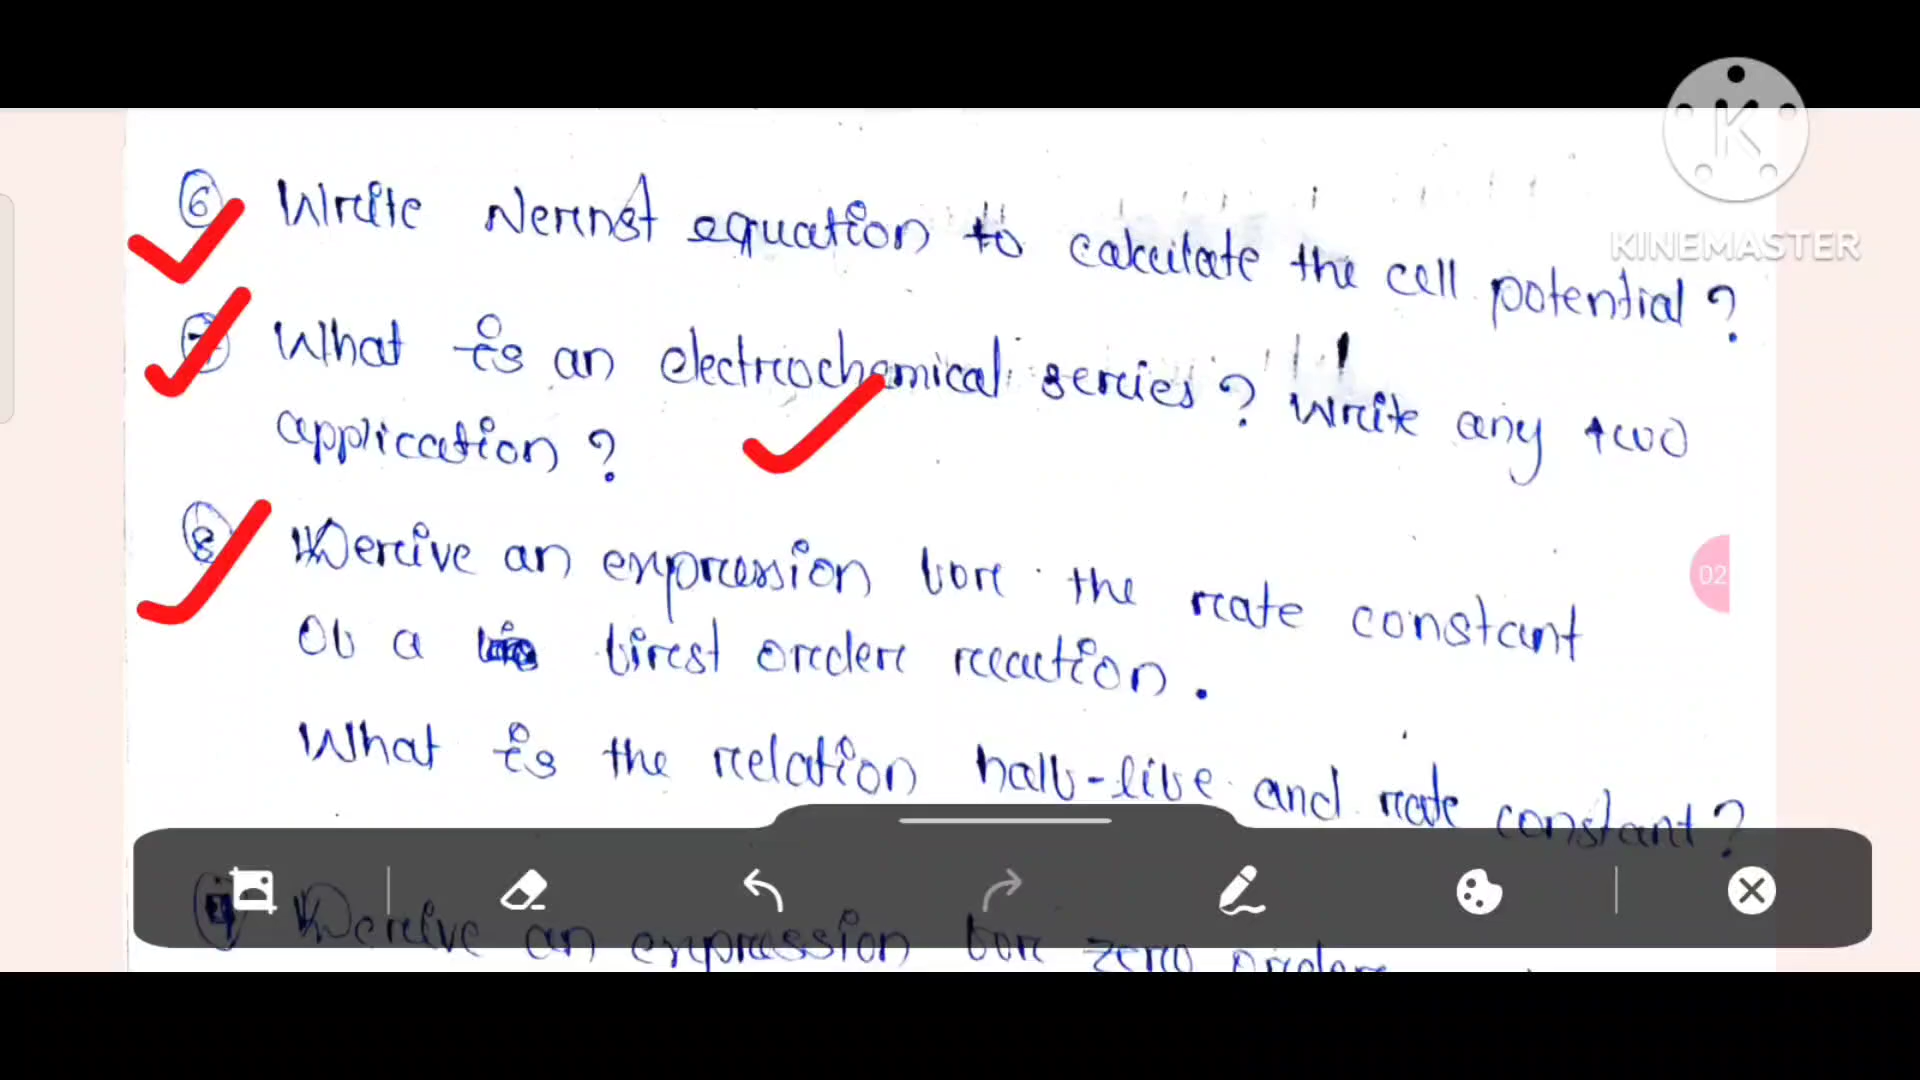 KINEMASTER
6 Write Nernst equation to calculate the cell potential ?
7 What is an electrochemical series ? Write any two
application ?
8 Derive an expression for the rate constant
Of a first order reaction .
What is the relation half-life and rate constant ?
02
Derive an expression for zero order